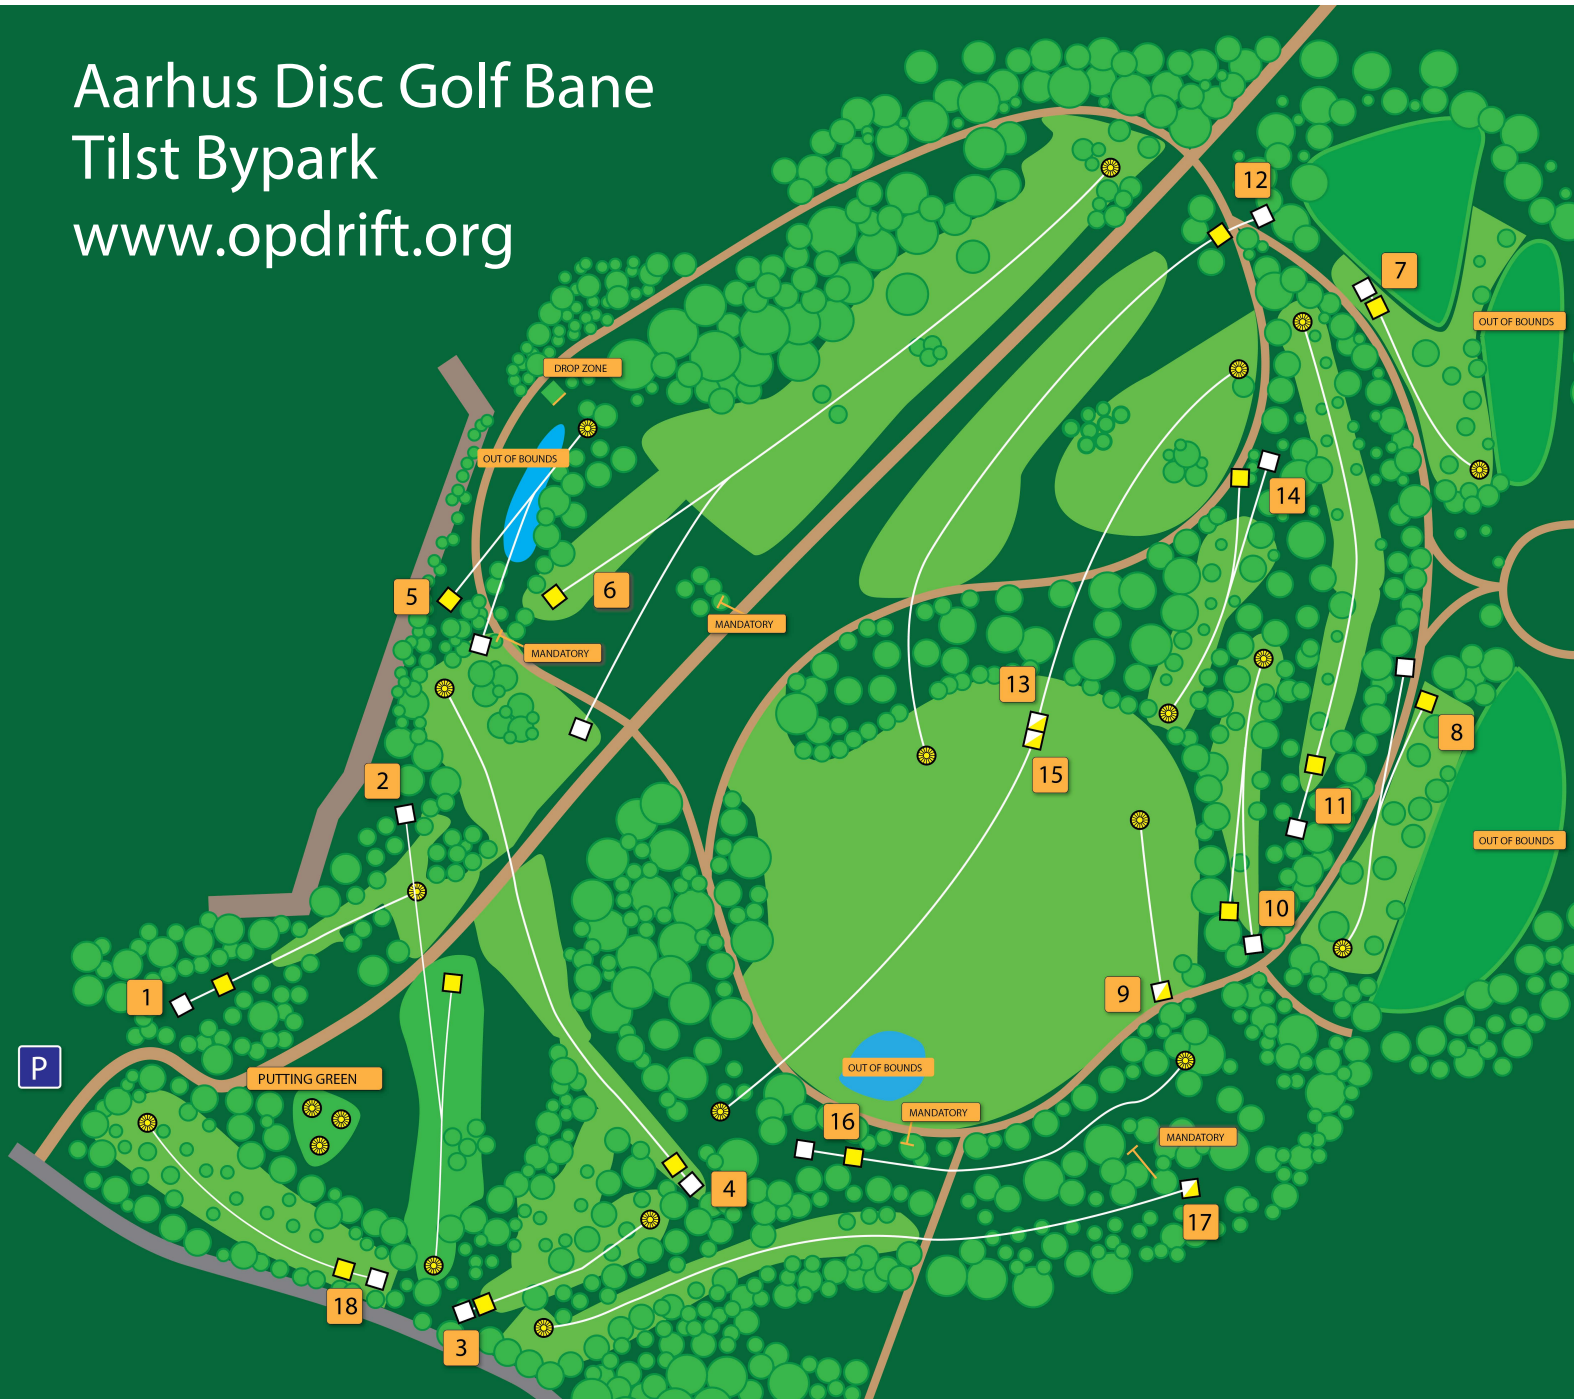 Aarhus Disc Golf Bane
Tilst Bypark
www.opdrift.org
12
7
OUT OF BOUNDS
DROP ZONE
OUT OF BOUNDS
14
5
6
MANDATORY
MANDATORY
13
8
2
15
11
OUT OF BOUNDS
10
1
9
P
PUTTING GREEN
OUT OF BOUNDS
16
MANDATORY
MANDATORY
4
17
18
3